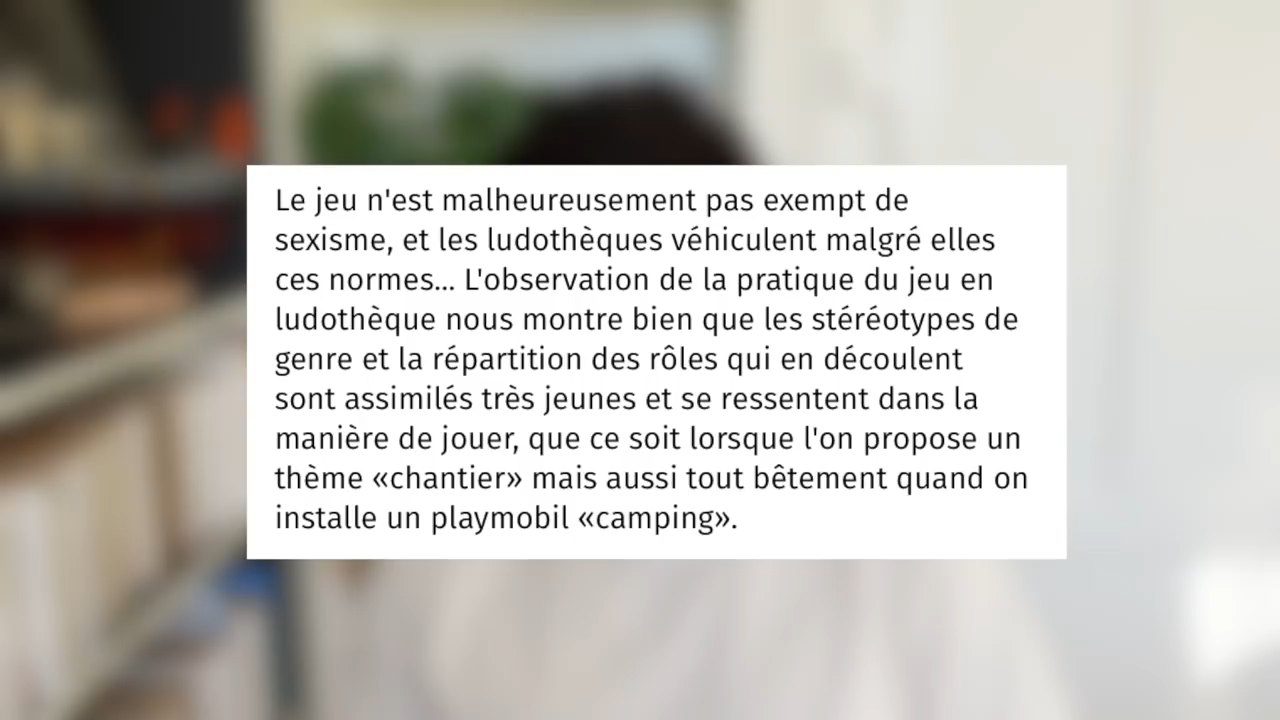 Le jeu n'est malheureusement pas exempt de
sexisme, et les ludothèques véhiculent malgré elles
ces normes... L'observation de la pratique du jeu en
ludothèque nous montre bien que les stéréotypes de
genre et la répartition des rôles qui en découlent
sont assimilés très jeunes et se ressentent dans la
manière de jouer, que ce soit lorsque l'on propose un
thème «chantier» mais aussi tout bêtement quand on
installe un playmobil «camping».